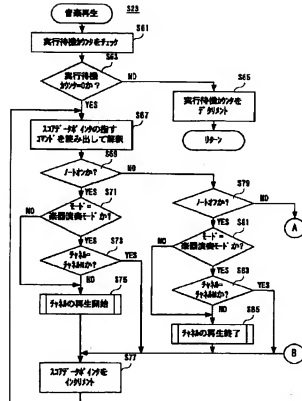 音楽再生
S23
S61
実行待機カウンタをチェック
S63
実行待機
カウンタ=0か?
NO
S65
YES
実行待機カウンタを
デクリメント
S67
スコアデータポインタの指す
コマンドを読み出して解釈
リターン
S69
ノートオンか?
NO
S79
YES
S71
ノートオフか?
NO
モード=
楽器演奏モードか?
NO
YES
S81
A
YES
S73
モード=
楽器演奏モードか?
NO
チャネル=
チャネルNか?
YES
YES
S83
NO
S75
チャネル=
チャネルNか?
YES
チャネルの再生開始
NO
S85
チャネルの再生終了
B
S77
スコアデータポインタを
インクリメント